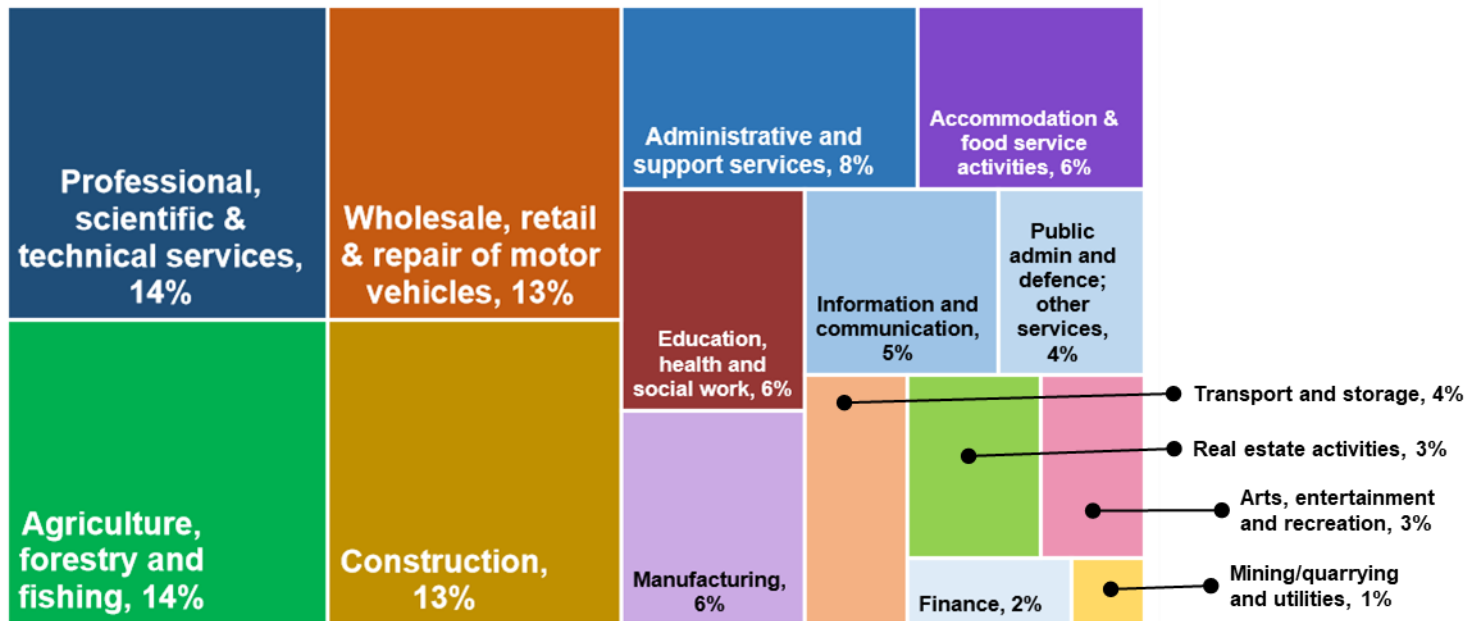 Professional,
scientific &
technical services,
14%
Wholesale, retail
& repair of motor
vehicles, 13%
Administrative and
support services, 8%
Accommodation &
food service
activities, 6%
Education,
health and
social work, 6%
Information and
communication,
5%
Public
admin and
defence;
other
services,
4%
Agriculture,
forestry and
fishing, 14%
Construction,
13%
Manufacturing,
6%
Transport and storage, 4%
Real estate activities, 3%
Arts, entertainment
and recreation, 3%
Finance, 2%
Mining/quarrying
and utilities, 1%